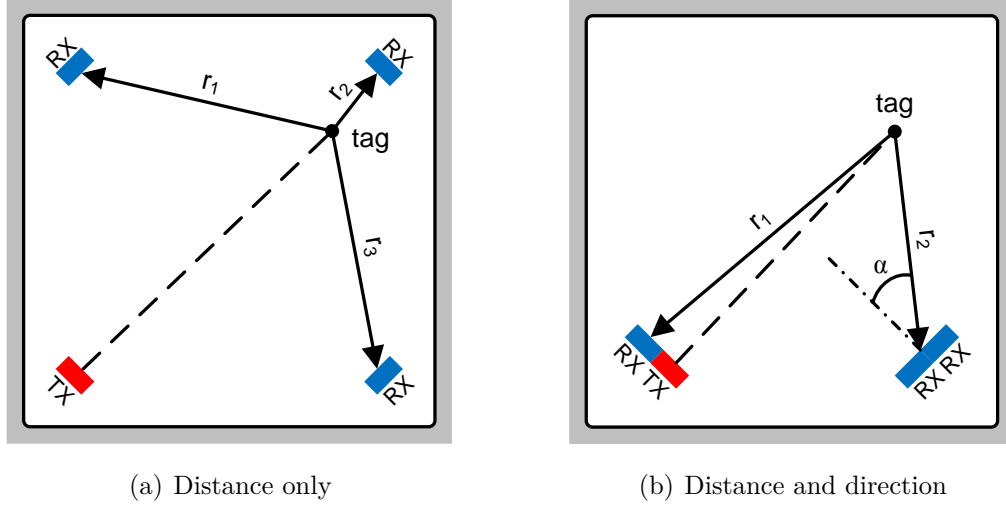 RX
RX
r1
r2
tag
r3
TX
RX
tag
r1
r2
α
RX TX
RX RX
(a) Distance only
(b) Distance and direction